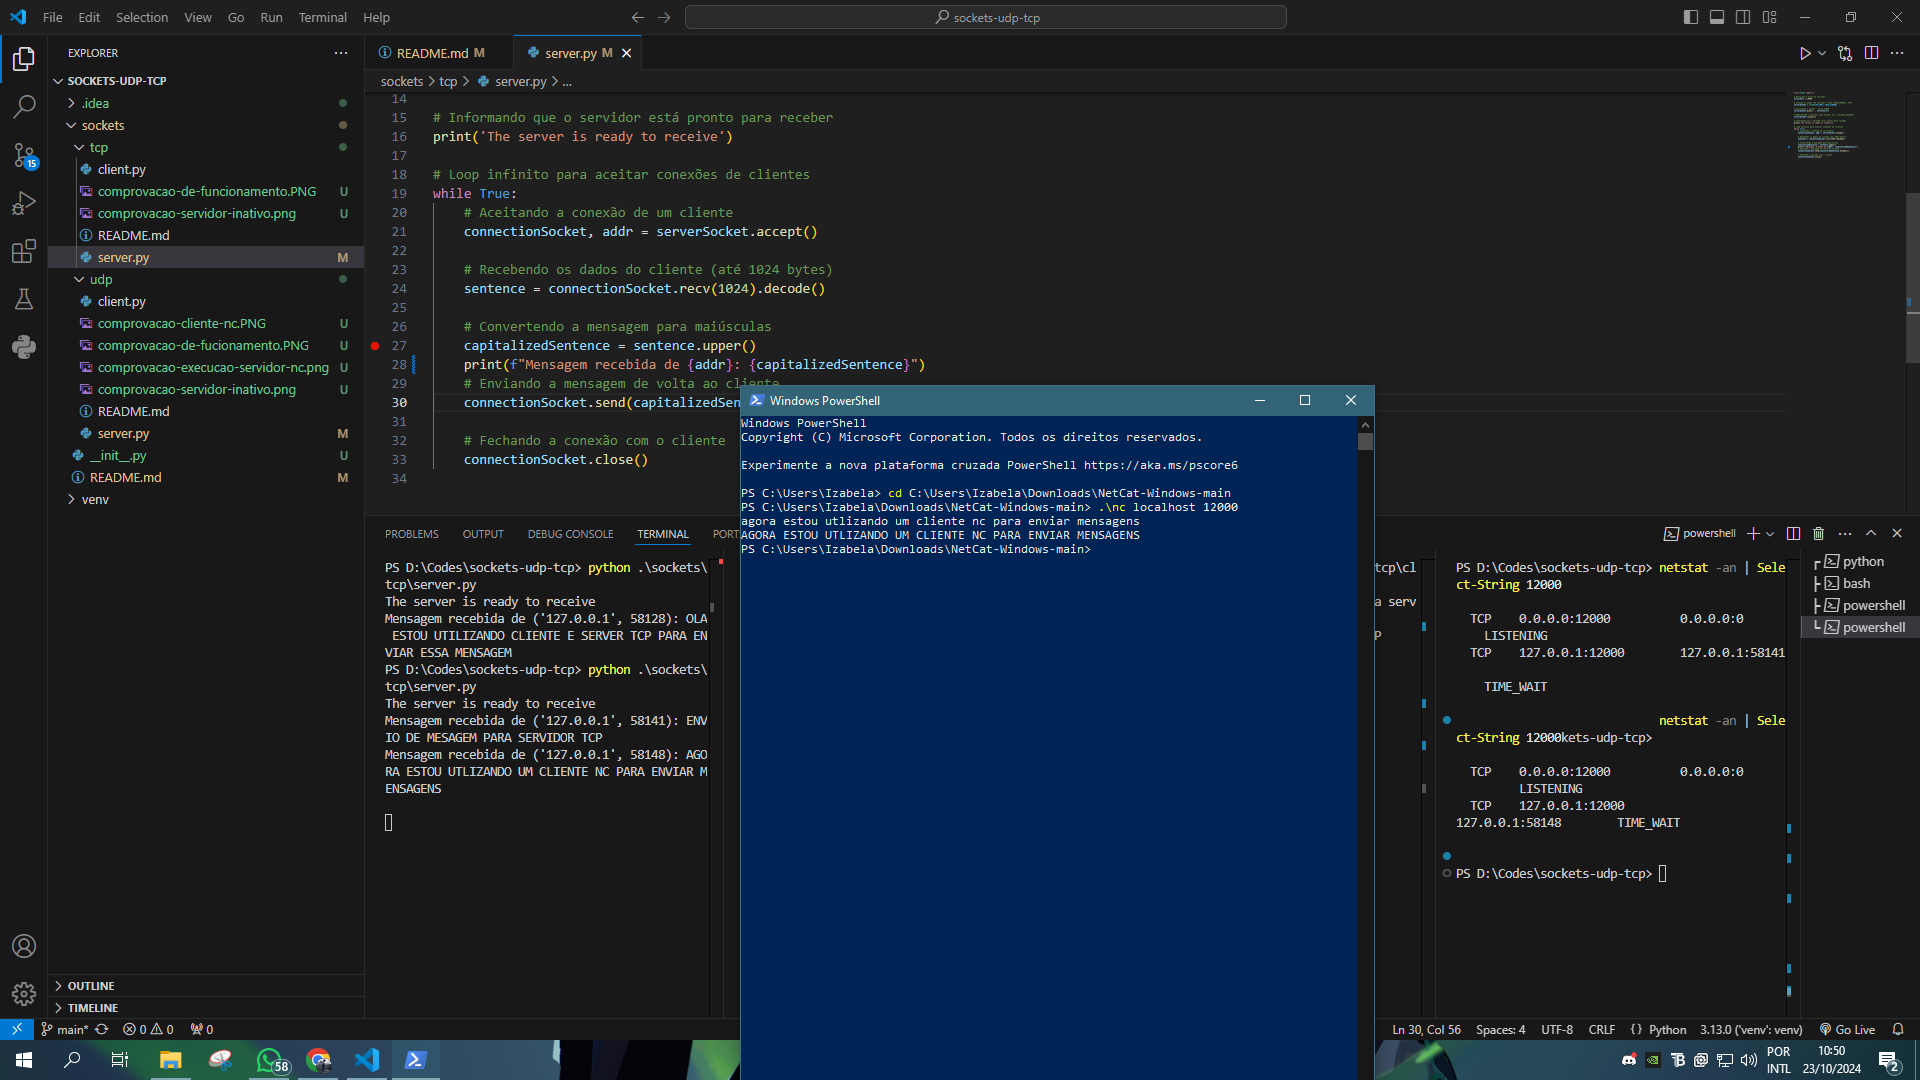 File Edit Selection View Go Run Terminal Help
sockets-udp-tcp
EXPLORER
SOCKETS-UDP-TCP
.idea
sockets
tcp
client.py
comprovacao-de-funcionamento.PNG U
comprovacao-servidor-inativo.png U
README.md
server.py M
udp
client.py
comprovacao-cliente-nc.PNG U
comprovacao-de-fucionamento.PNG U
comprovacao-execucao-servidor-nc.png U
comprovacao-servidor-inativo.png U
README.md
server.py M
__init__.py U
README.md M
venv
OUTLINE
TIMELINE
15
README.md M
server.py M
sockets > tcp > server.py > ...
14
15 # Informando que o servidor está pronto para receber
16 print('The server is ready to receive')
17
18 # Loop infinito para aceitar conexões de clientes
19 while True:
20 # Aceitando a conexão de um cliente
21 connectionSocket, addr = serverSocket.accept()
22
23 # Recebendo os dados do cliente (até 1024 bytes)
24 sentence = connectionSocket.recv(1024).decode()
25
26 # Convertendo a mensagem para maiúsculas
27 capitalizedSentence = sentence.upper()
28 print(f"Mensagem recebida de {addr}: {capitalizedSentence}")
29 # Enviando a mensagem de volta ao cliente
30 connectionSocket.send(capitalizedSen
31
32 # Fechando a conexão com o cliente
33 connectionSocket.close()
34
PROBLEMS OUTPUT DEBUG CONSOLE TERMINAL PORT
PS D:\Codes\sockets-udp-tcp> python .\sockets\
tcp\server.py
The server is ready to receive
Mensagem recebida de ('127.0.0.1', 58128): OLA
ESTOU UTILIZANDO CLIENTE E SERVER TCP PARA EN
VIAR ESSA MENSAGEM
PS D:\Codes\sockets-udp-tcp> python .\sockets\
tcp\server.py
The server is ready to receive
Mensagem recebida de ('127.0.0.1', 58141): ENV
IO DE MESAGEM PARA SERVIDOR TCP
Mensagem recebida de ('127.0.0.1', 58148): AGO
RA ESTOU UTLIZANDO UM CLIENTE NC PARA ENVIAR M
ENSAGENS
Windows PowerShell
Windows PowerShell
Copyright (C) Microsoft Corporation. Todos os direitos reservados.
Experimente a nova plataforma cruzada PowerShell https://aka.ms/pscore6
PS C:\Users\Izabela> cd C:\Users\Izabela\Downloads\NetCat-Windows-main
PS C:\Users\Izabela\Downloads\NetCat-Windows-main> .\nc localhost 12000
agora estou utlizando um cliente nc para enviar mensagens
AGORA ESTOU UTLIZANDO UM CLIENTE NC PARA ENVIAR MENSAGENS
PS C:\Users\Izabela\Downloads\NetCat-Windows-main>
tcp\cl
a serv
P
powershell
PS D:\Codes\sockets-udp-tcp> netstat -an | Sele
ct-String 12000
TCP 0.0.0.0:12000 0.0.0.0:0
LISTENING
TCP 127.0.0.1:12000 127.0.0.1:58141
TIME_WAIT
netstat -an | Sele
ct-String 12000kets-udp-tcp>
TCP 0.0.0.0:12000 0.0.0.0:0
LISTENING
TCP 127.0.0.1:12000
127.0.0.1:58148 TIME_WAIT
PS D:\Codes\sockets-udp-tcp>
python
bash
powershell
powershell
main* 0 0 0
Ln 30, Col 56 Spaces: 4 UTF-8 CRLF {} Python 3.13.0 ('venv': venv) Go Live
58
POR
INTL
10:50
23/10/2024
2